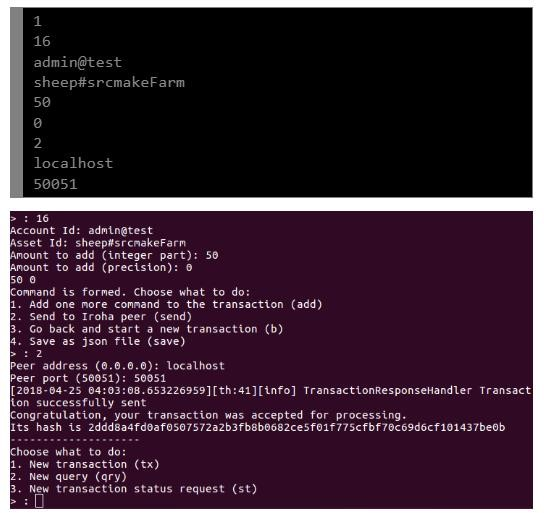 1
16
admin@test
sheep#srcmakeFarm
50
0
2
localhost
50051
> : 16
Account Id: admin@test
Asset Id: sheep#srcmakeFarm
Amount to add (integer part): 50
Amount to add (precision): 0
50 0
Command is formed. Choose what to do:
1. Add one more command to the transaction (add)
2. Send to Iroha peer (send)
3. Go back and start a new transaction (b)
4. Save as json file (save)
> : 2
Peer address (0.0.0.0): localhost
Peer port (50051): 50051
[2018-04-25 04:03:08.653226959][th:41][info] TransactionResponseHandler Transact
ion successfully sent
Congratulation, your transaction was accepted for processing.
Its hash is 2ddd8a4fd0af0507572a2b3fb8b0682ce5f01f775cfbf70c69d6cf101437be0b
--------------------
Choose what to do:
1. New transaction (tx)
2. New query (qry)
3. New transaction status request (st)
> :